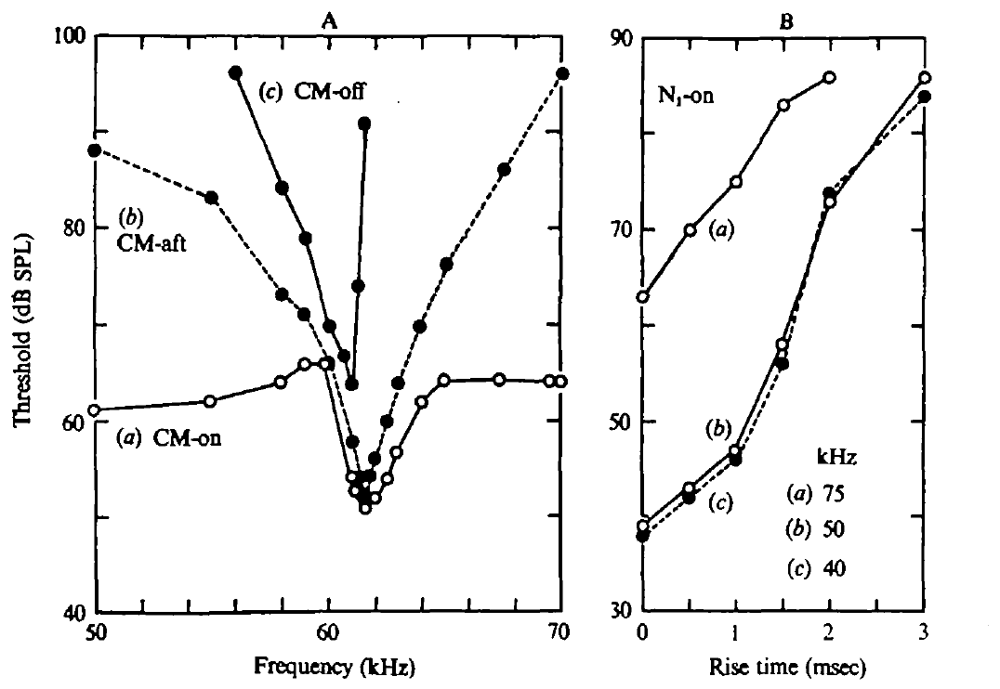 A
B
100
80
60
40
50
60
70
Threshold (dB SPL)
Frequency (kHz)
(c) CM-off
(b)
CM-aft
(a) CM-on
90
70
50
30
0
1
2
3
N₁-on
(a)
(b)
(c)
kHz
(a) 75
(b) 50
(c) 40
Rise time (msec)